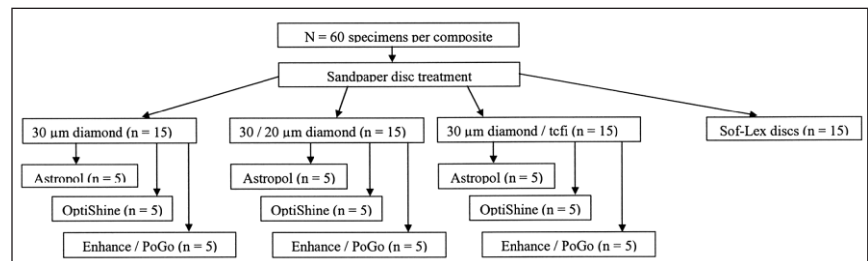 N = 60 specimens per composite
Sandpaper disc treatment
30 µm diamond (n = 15)
30 / 20 µm diamond (n = 15)
30 µm diamond / tcfi (n = 15)
Sof-Lex discs (n = 15)
Astropol (n = 5)
Astropol (n = 5)
Astropol (n = 5)
OptiShine (n = 5)
OptiShine (n = 5)
OptiShine (n = 5)
Enhance / PoGo (n = 5)
Enhance / PoGo (n = 5)
Enhance / PoGo (n = 5)